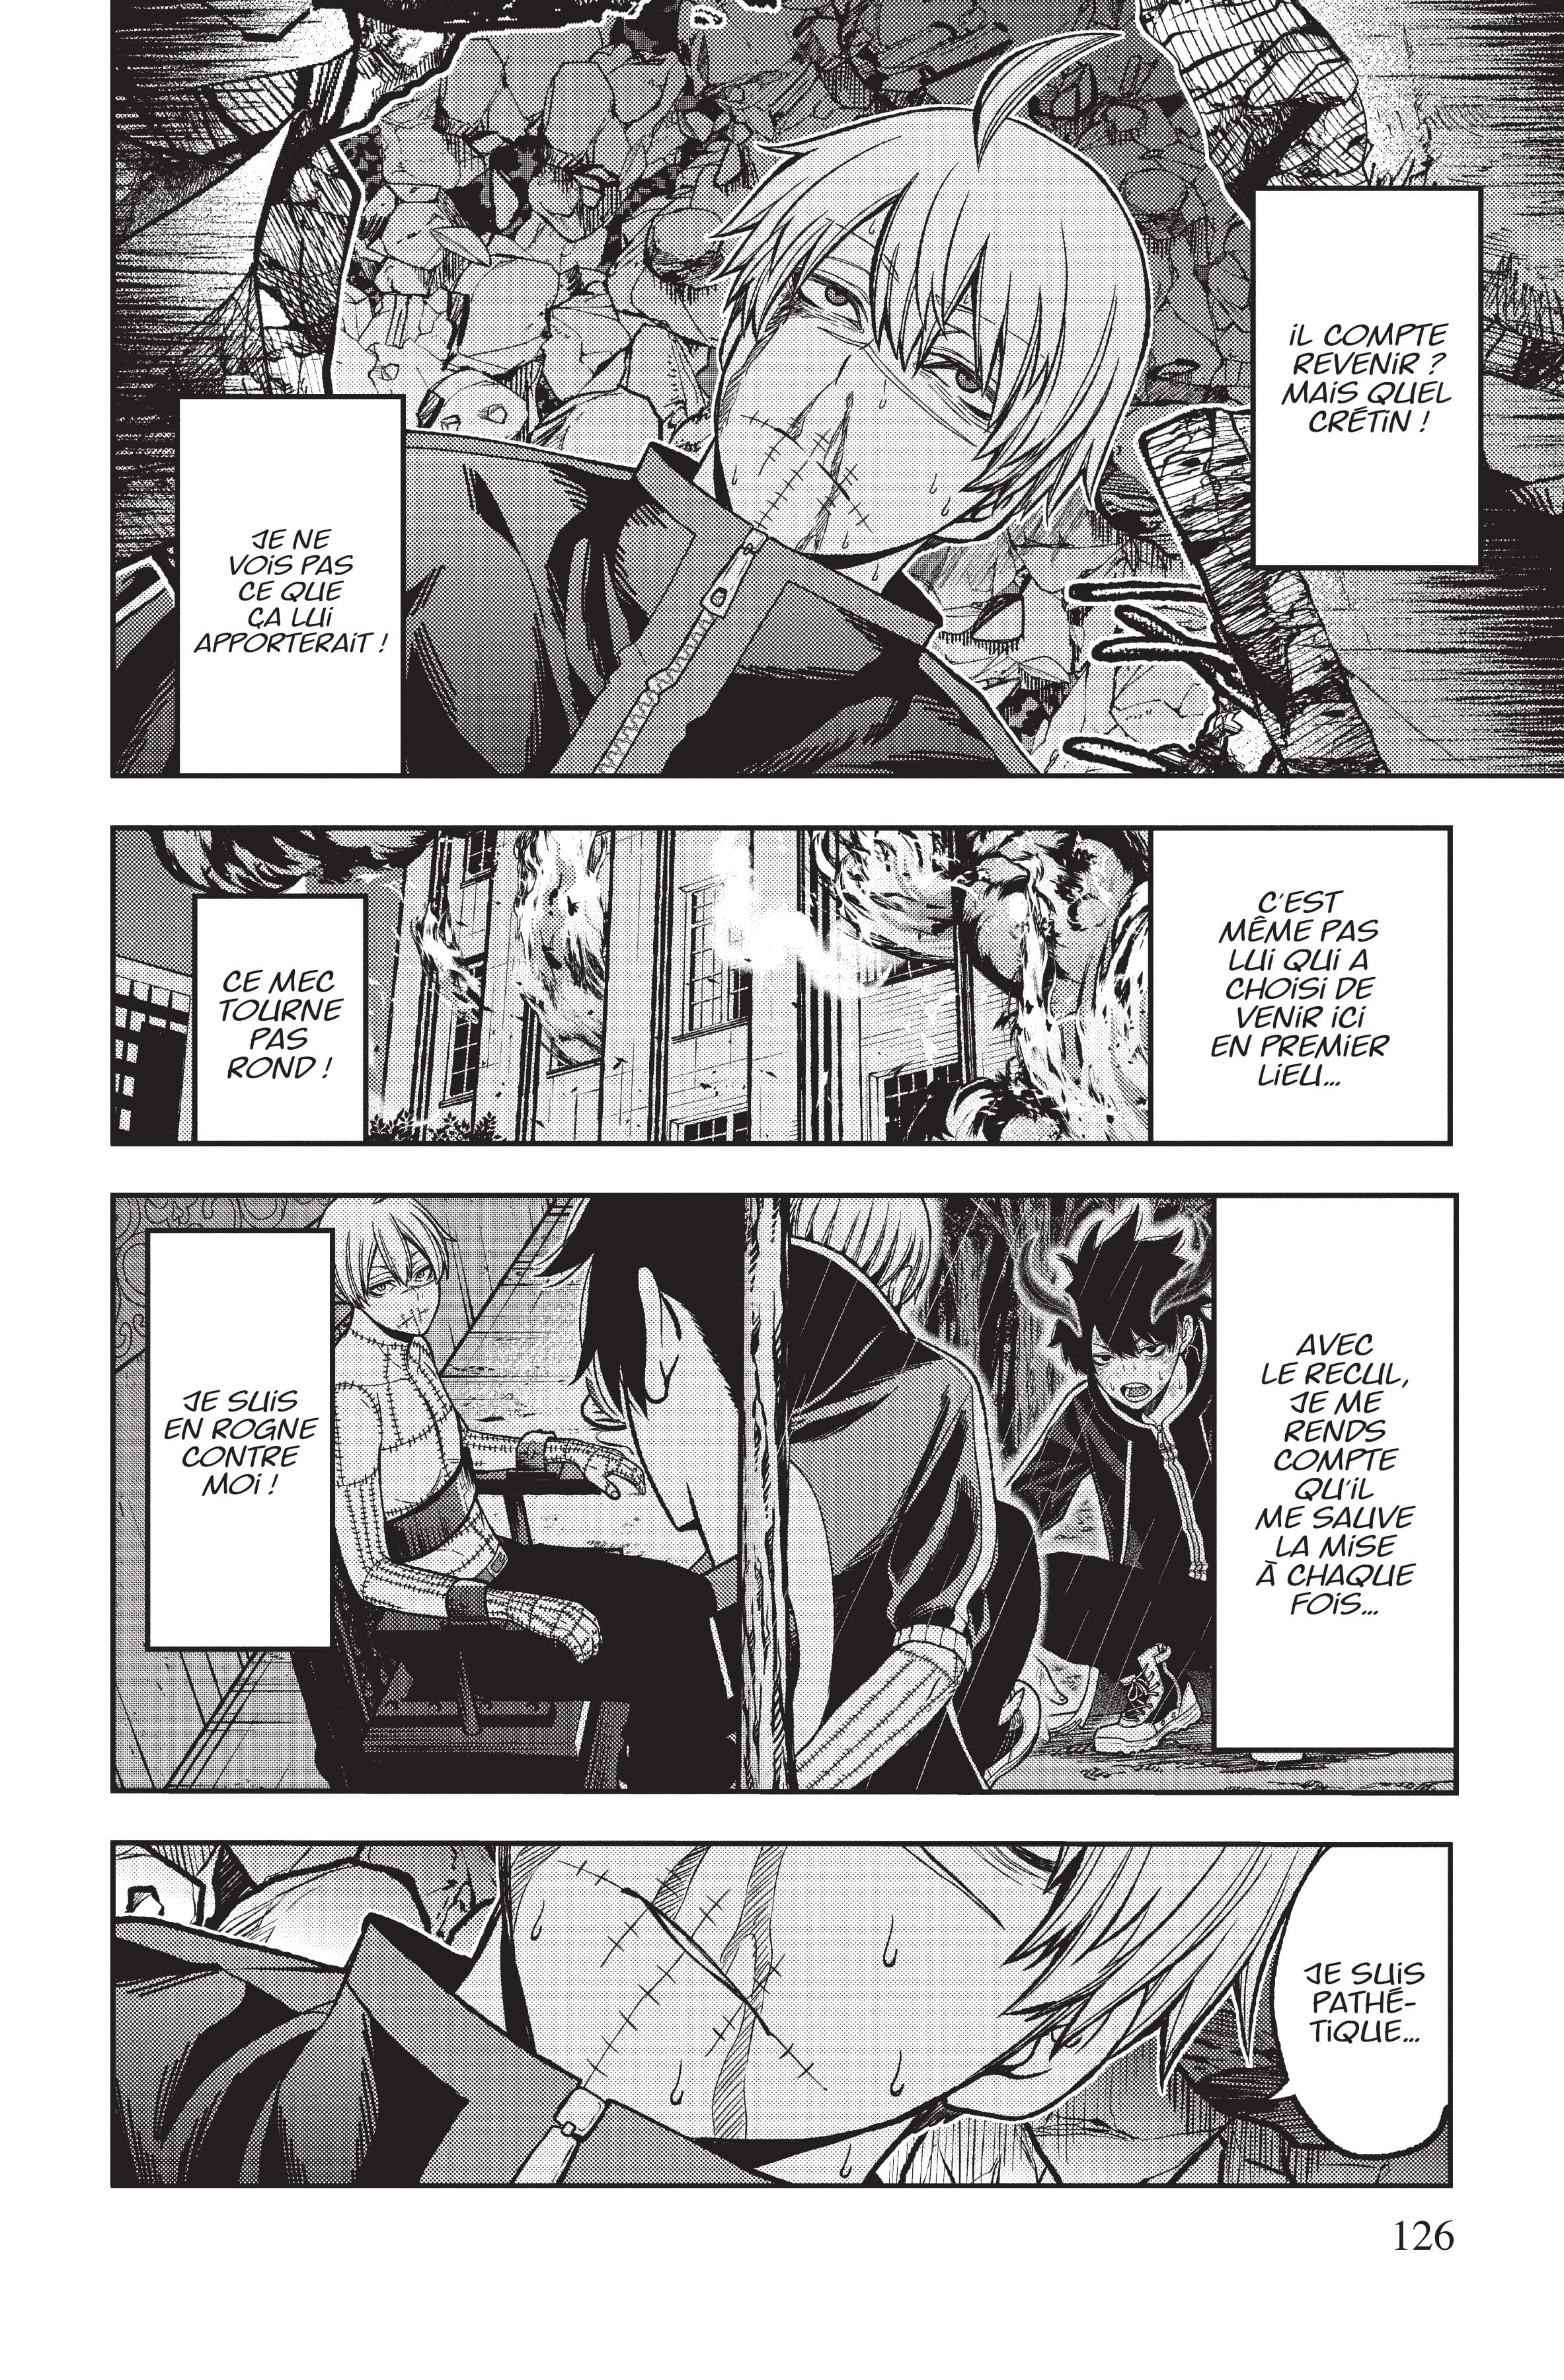 iL COMPTE
REVENIR ?
MAIS QUEL
CRÉTIN !
JE NE
VOIS PAS
CE QUE
ÇA LUI
APPORTERAIT !
C'EST
MÊME PAS
LUI QUI A
CHOISI DE
VENIR ICI
EN PREMIER
LIEU...
CE MEC
TOURNE
PAS
ROND !
AVEC
LE RECUL,
JE ME
RENDS
COMPTE
QU'IL
ME SAUVE
LA MISE
À CHAQUE
FOIS...
JE SUIS
EN ROGNE
CONTRE
MOI !
JE SUIS
PATHÉ-
TIQUE...
126